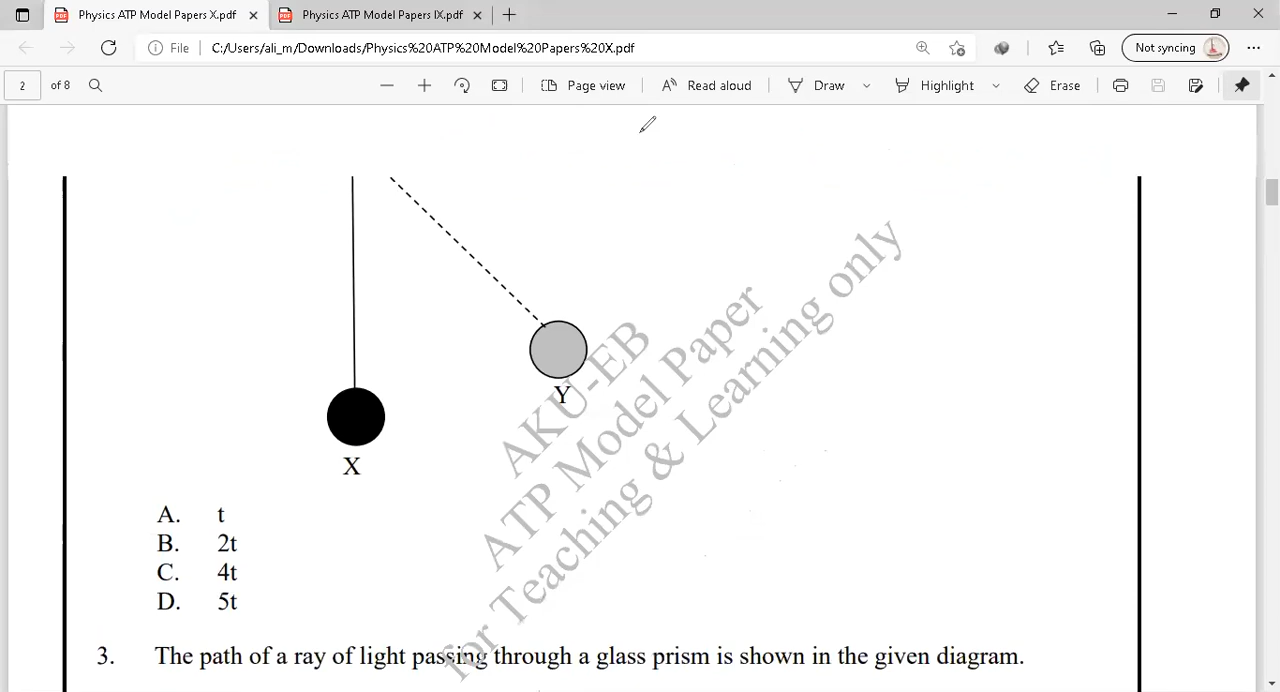 Physics ATP Model Papers X.pdf
Physics ATP Model Papers IX.pdf
File C:/Users/ali_m/Downloads/Physics%20ATP%20Model%20Papers%20X.pdf Not syncing
2 of 8 Page view Read aloud Draw Highlight Erase
Y
X
A. t
B. 2t
C. 4t
D. 5t
3. The path of a ray of light passing through a glass prism is shown in the given diagram.
AKU-EB
ATP Model Paper
for Teaching & Learning only